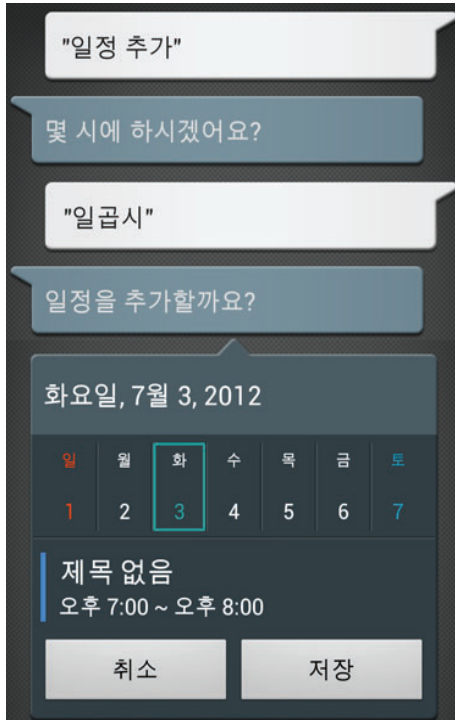 "일정 추가"
몇 시에 하시겠어요?
"일곱시"
일정을 추가할까요?
화요일, 7월 3, 2012
일 월 화 수 목 금 토
1 2 3 4 5 6 7
제목 없음
오후 7:00 ~ 오후 8:00
취소 저장